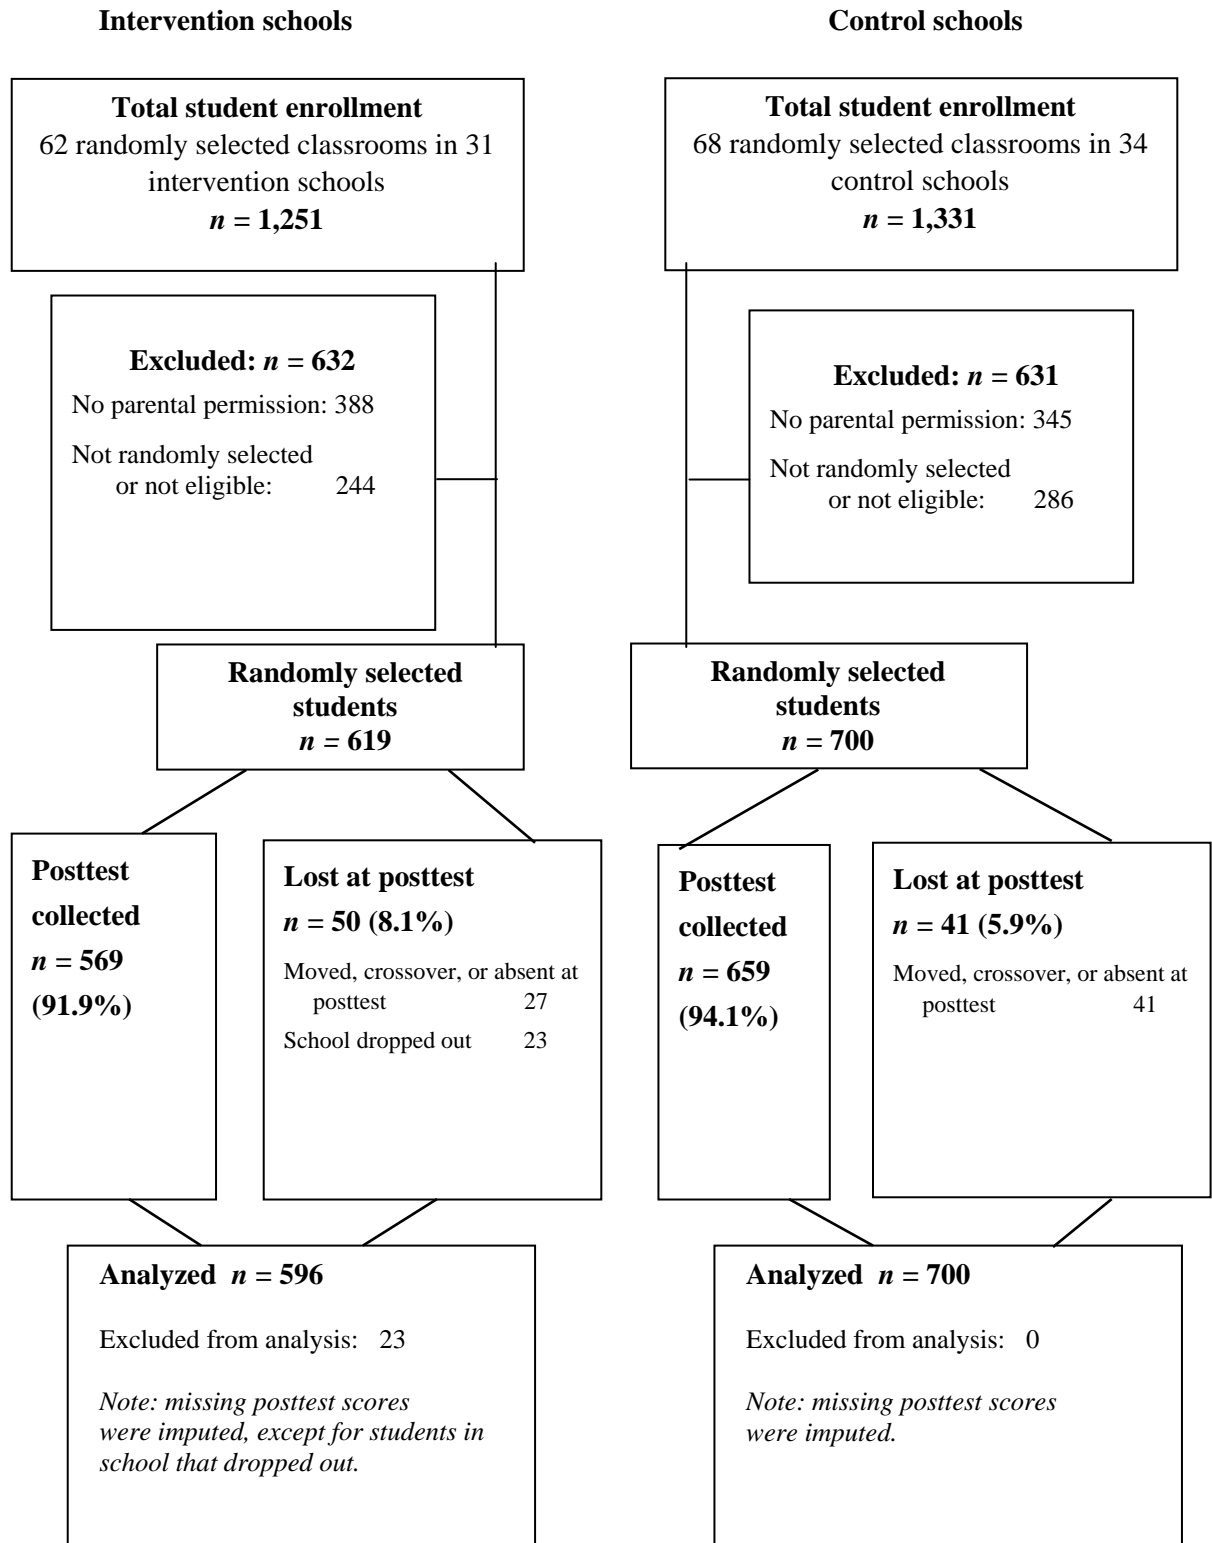 Intervention schools
Total student enrollment
62 randomly selected classrooms in 31
intervention schools
n = 1,251
Excluded: n = 632
No parental permission: 388
Not randomly selected
or not eligible: 244
Randomly selected
students
n = 619
Posttest
collected
n = 569
(91.9%)
Lost at posttest
n = 50 (8.1%)
Moved, crossover, or absent at
posttest 27
School dropped out 23
Analyzed n = 596
Excluded from analysis: 23
Note: missing posttest scores
were imputed, except for students in
school that dropped out.
Control schools
Total student enrollment
68 randomly selected classrooms in 34
control schools
n = 1,331
Excluded: n = 631
No parental permission: 345
Not randomly selected
or not eligible: 286
Randomly selected
students
n = 700
Posttest
collected
n = 659
(94.1%)
Lost at posttest
n = 41 (5.9%)
Moved, crossover, or absent at
posttest 41
Analyzed n = 700
Excluded from analysis: 0
Note: missing posttest scores
were imputed.